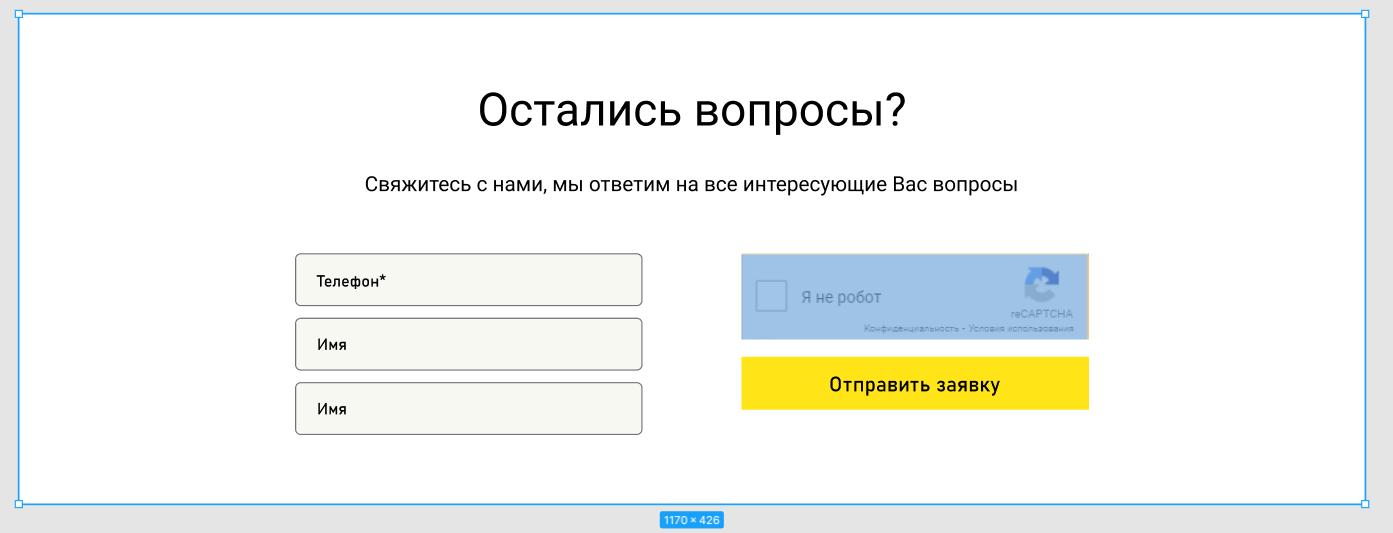 Остались вопросы?
Свяжитесь с нами, мы ответим на все интересующие Вас вопросы
Телефон*
Имя
Имя
Я не робот
reCAPTCHA
Конфиденциальность - Условия использования
Отправить заявку
1170 × 426